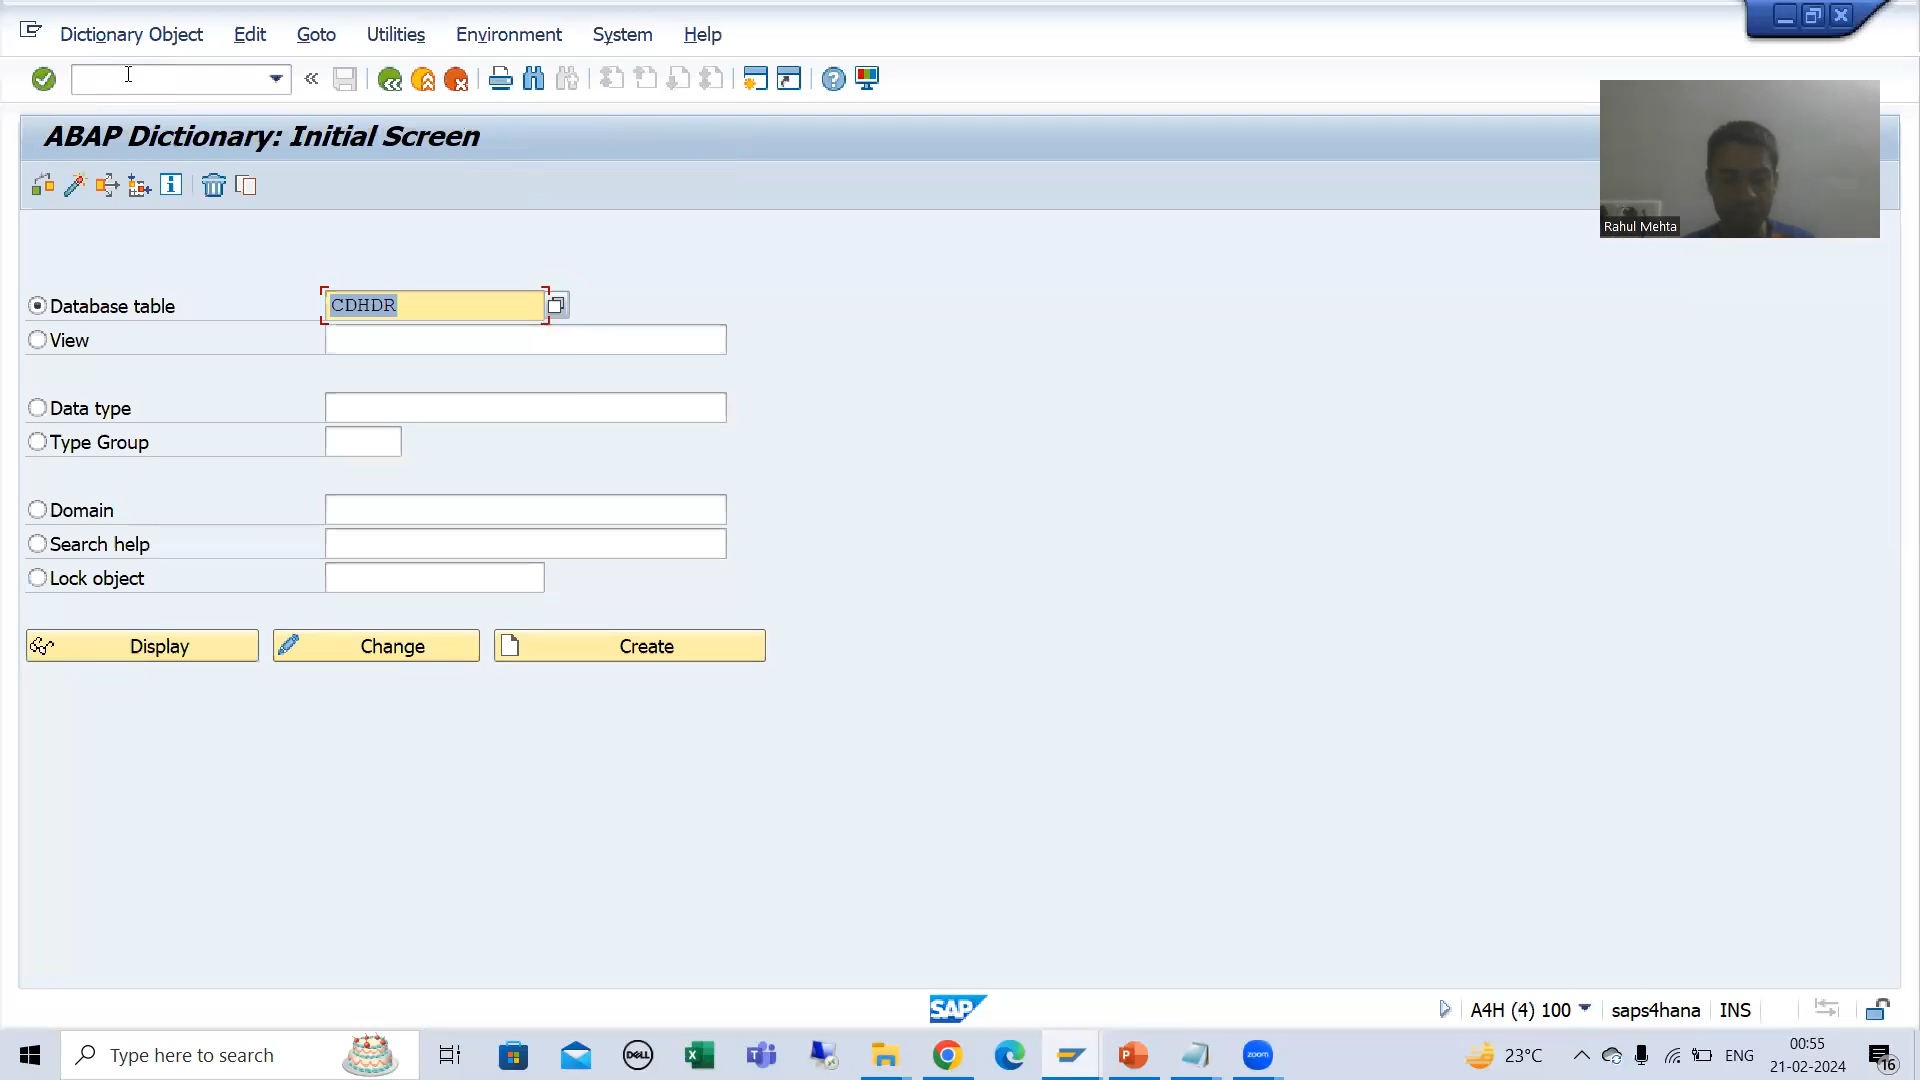 Dictionary Object Edit Goto Utilities Environment System Help
ABAP Dictionary: Initial Screen
Rahul Mehta
Database table CDHDR
View
Data type
Type Group
Domain
Search help
Lock object
Display Change Create
SAP A4H (4) 100 saps4hana INS
Type here to search DELL zoom 23°C ENG 00:55
21-02-2024 16